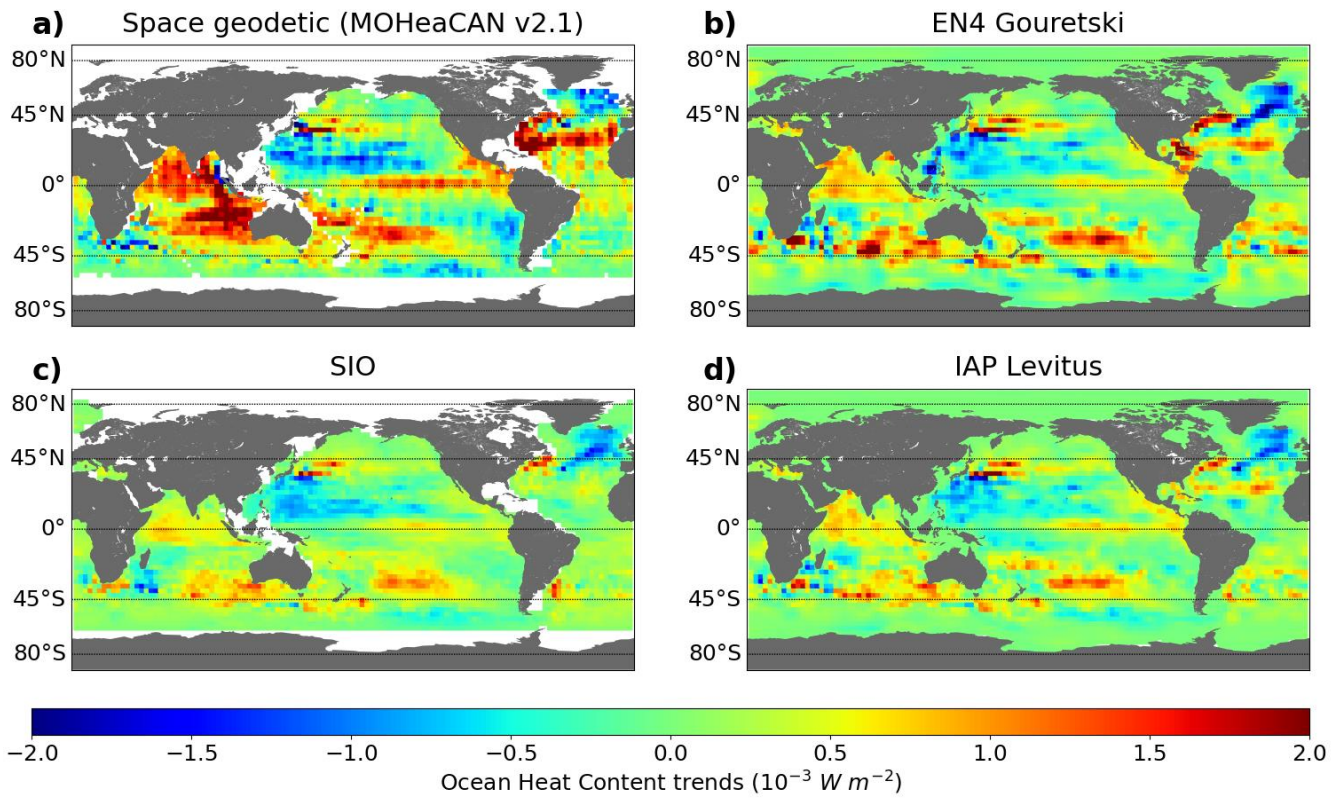 a) Space geodetic (MOHeaCAN v2.1)
b) EN4 Gouretski
80°N
45°N
0°
45°S
80°S
80°N
45°N
0°
45°S
80°S
c) SIO
d) IAP Levitus
80°N
45°N
0°
45°S
80°S
80°N
45°N
0°
45°S
80°S
−2.0 −1.5 −1.0 −0.5 0.0 0.5 1.0 1.5 2.0
Ocean Heat Content trends (10⁻³ W m⁻²)